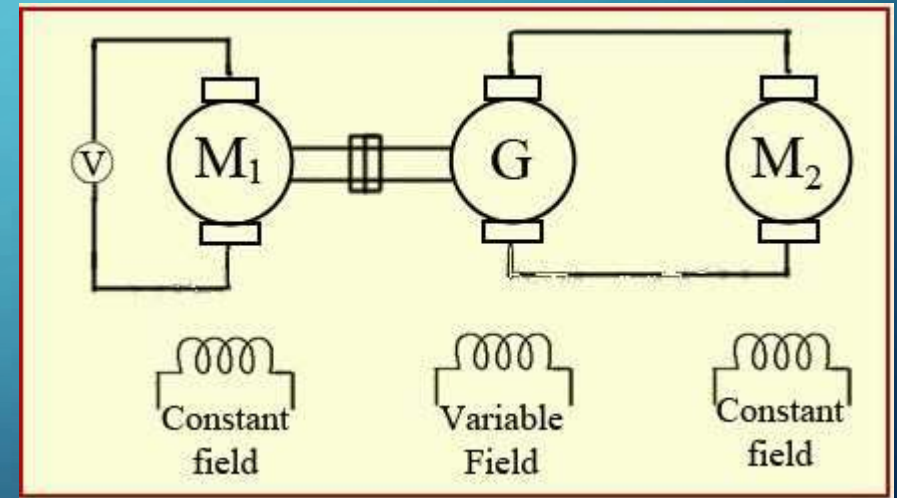 V
M₁
G
M₂
Constant
field
Variable
Field
Constant
field